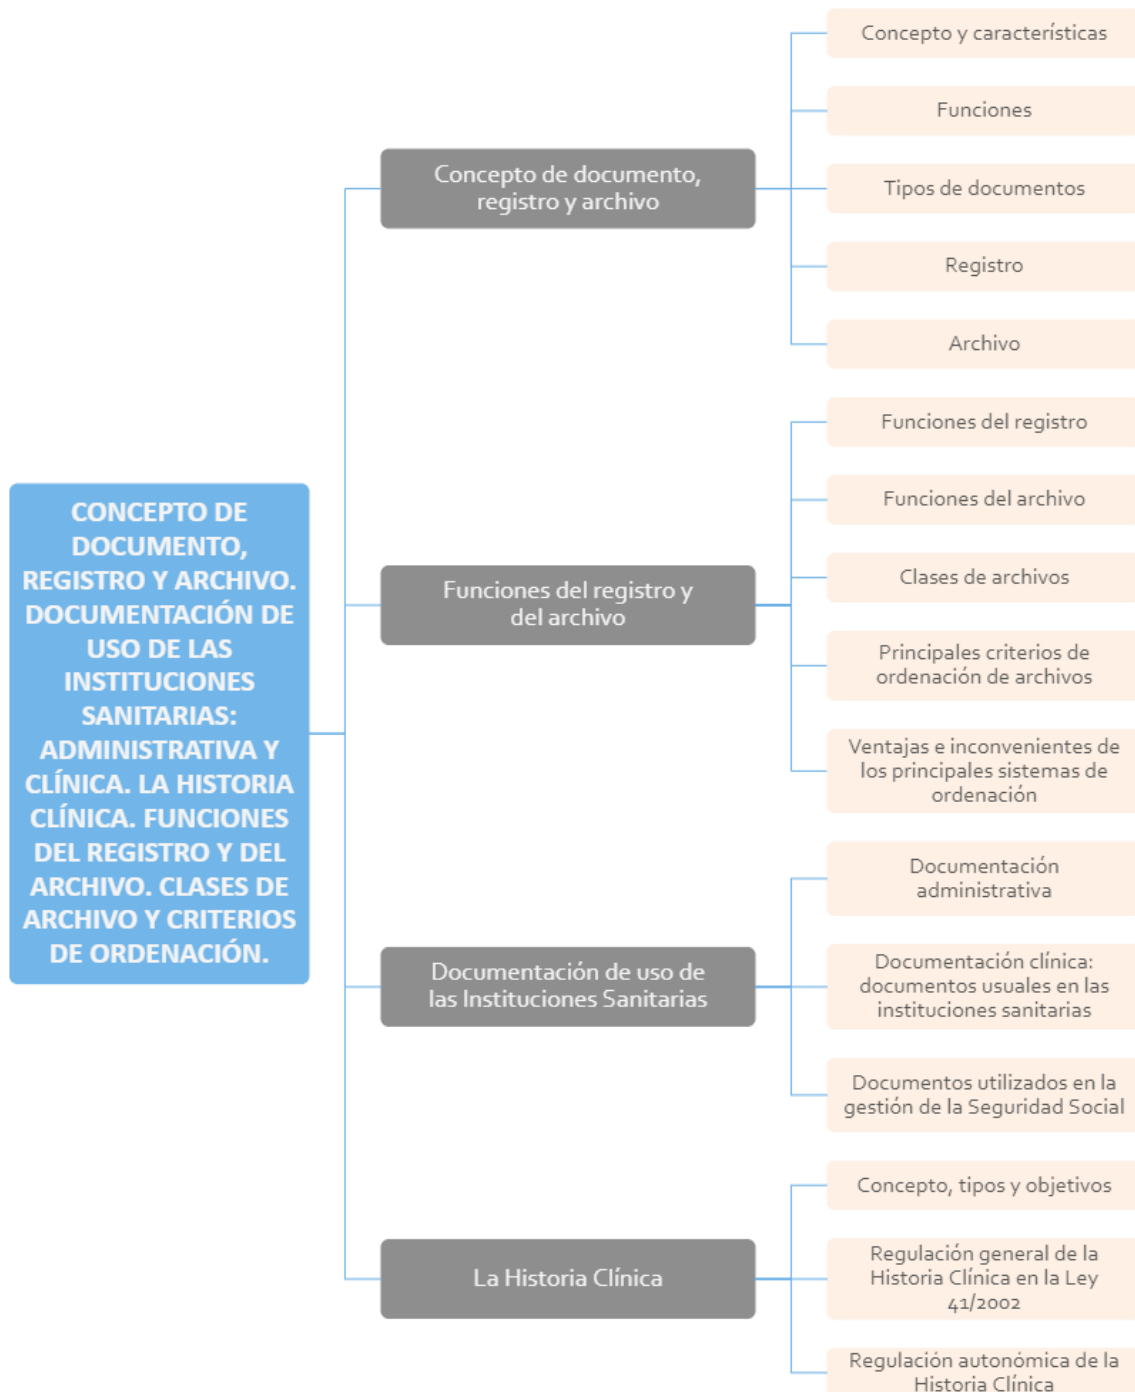 CONCEPTO DE
DOCUMENTO,
REGISTRO Y ARCHIVO.
DOCUMENTACIÓN DE
USO DE LAS
INSTITUCIONES
SANITARIAS:
ADMINISTRATIVA Y
CLÍNICA. LA HISTORIA
CLÍNICA. FUNCIONES
DEL REGISTRO Y DEL
ARCHIVO. CLASES DE
ARCHIVO Y CRITERIOS
DE ORDENACIÓN.
Concepto de documento,
registro y archivo
Concepto y características
Funciones
Tipos de documentos
Registro
Archivo
Funciones del registro y
del archivo
Funciones del registro
Funciones del archivo
Clases de archivos
Principales criterios de
ordenación de archivos
Ventajas e inconvenientes de
los principales sistemas de
ordenación
Documentación de uso de
las Instituciones Sanitarias
Documentación
administrativa
Documentación clínica:
documentos usuales en las
instituciones sanitarias
Documentos utilizados en la
gestión de la Seguridad Social
La Historia Clínica
Concepto, tipos y objetivos
Regulación general de la
Historia Clínica en la Ley
41/2002
Regulación autonómica de la
Historia Clínica